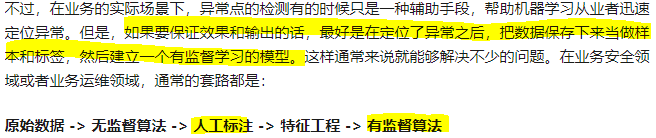 不过，在业务的实际场景下，异常点的检测有的时候只是一种辅助手段，帮助机器学习从业者迅速
定位异常。但是，如果要保证效果和输出的话，最好是在定位了异常之后，把数据保存下来当做样
本和标签，然后建立一个有监督学习的模型。这样通常来说就能够解决不少的问题。在业务安全领
域或者业务运维领域，通常的套路都是：
原始数据 -> 无监督算法 -> 人工标注 -> 特征工程 -> 有监督算法